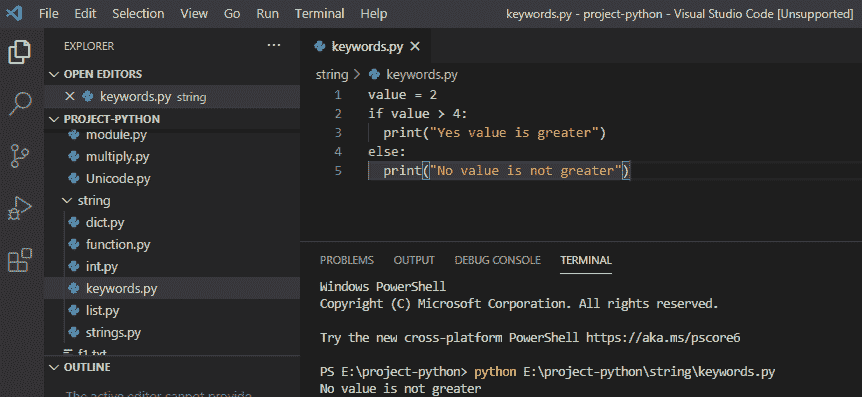 File Edit Selection View Go Run Terminal Help
keywords.py - project-python - Visual Studio Code [Unsupported]
EXPLORER
OPEN EDITORS
keywords.py string
PROJECT-PYTHON
module.py
multiply.py
Unicode.py
string
dict.py
function.py
int.py
keywords.py
list.py
strings.py
f1.txt
OUTLINE
The active editor cannot provide
keywords.py
string > keywords.py
1 value = 2
2 if value > 4:
3 print("Yes value is greater")
4 else:
5 print("No value is not greater")
PROBLEMS OUTPUT DEBUG CONSOLE TERMINAL
Windows PowerShell
Copyright (C) Microsoft Corporation. All rights reserved.
Try the new cross-platform PowerShell https://aka.ms/pscore6
PS E:\project-python> python E:\project-python\string\keywords.py
No value is not greater